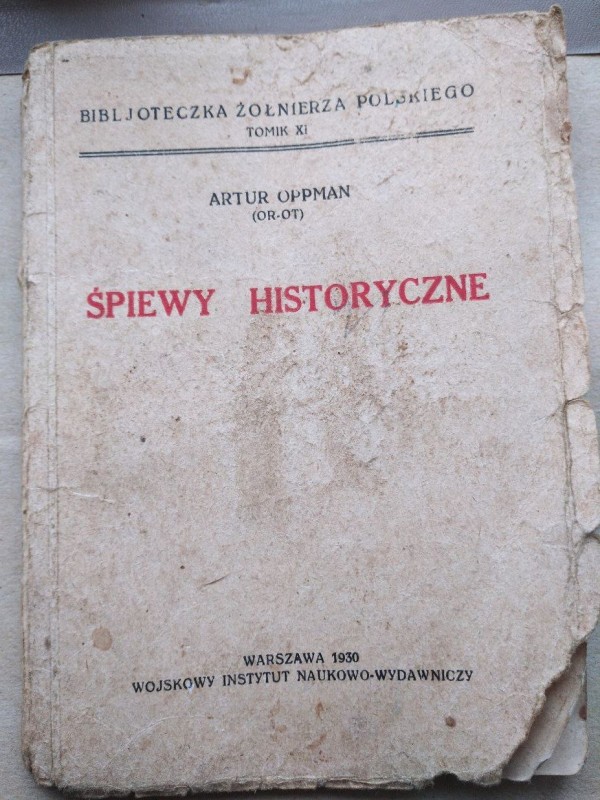 BIBLJOTECZKA ŻOŁNIERZA POLSKIEGO
TOMIK XI
ARTUR OPPMAN
(OR-OT)
ŚPIEWY HISTORYCZNE
WARSZAWA 1930
WOJSKOWY INSTYTUT NAUKOWO-WYDAWNICZY